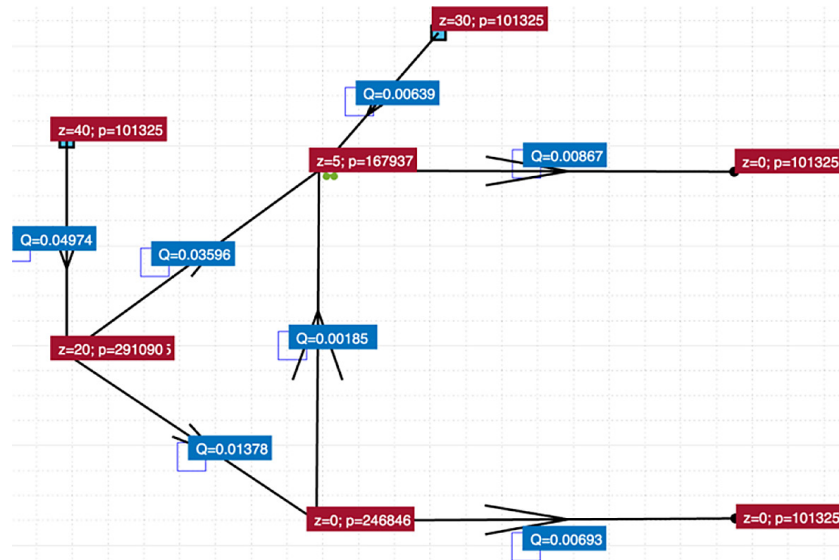 z=30; p=101325
Q=0.00639
z=40; p=101325
z=5; p=167937
Q=0.00867
z=0; p=101325
Q=0.04974
Q=0.03596
Q=0.00185
z=20; p=291090
Q=0.01378
z=0; p=246846
z=0; p=101325
Q=0.00693